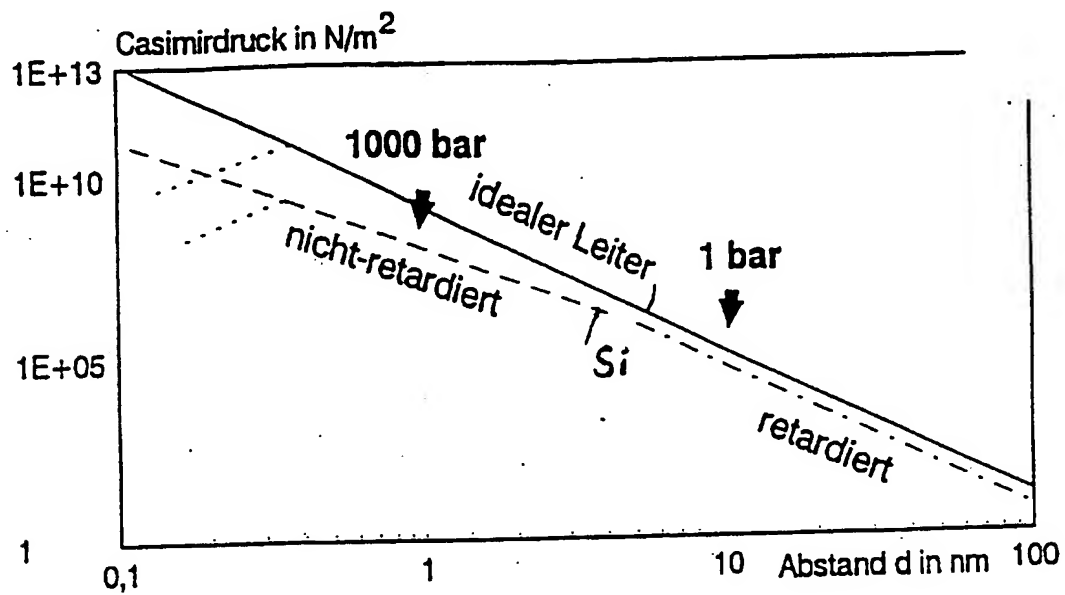 Casimirdruck in N/m²
1E+13
1000 bar
1E+10
idealer Leiter
1 bar
nicht-retardiert
Si
1E+05
retardiert
1
0,1
1
10
Abstand d in nm
100